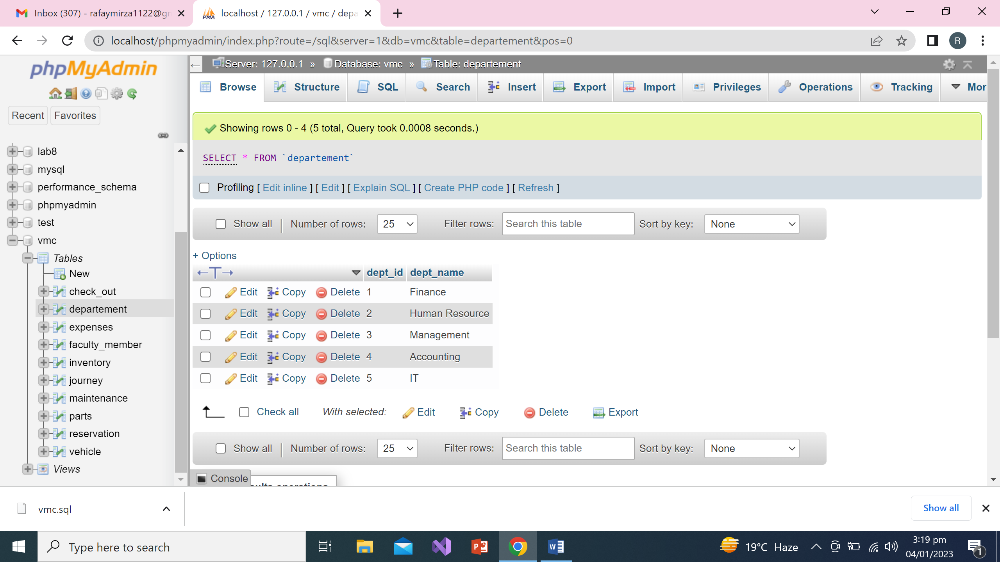 Inbox (307) - rafaymirza1122@gm
localhost / 127.0.0.1 / vmc / depa
localhost/phpmyadmin/index.php?route=/sql&server=1&db=vmc&table=departement&pos=0
R
phpMyAdmin
Recent
Favorites
lab8
mysql
performance_schema
phpmyadmin
test
vmc
Tables
New
check_out
departement
expenses
faculty_member
inventory
journey
maintenance
parts
reservation
vehicle
Views
Server: 127.0.0.1 » Database: vmc » Table: departement
Browse Structure SQL Search Insert Export Import Privileges Operations Tracking Mor
Showing rows 0 - 4 (5 total, Query took 0.0008 seconds.)
SELECT * FROM `departement`
Profiling [ Edit inline ] [ Edit ] [ Explain SQL ] [ Create PHP code ] [ Refresh ]
Show all | Number of rows: 25 Filter rows: Search this table Sort by key: None
+ Options
←T→ dept_id dept_name
Edit Copy Delete 1 Finance
Edit Copy Delete 2 Human Resource
Edit Copy Delete 3 Management
Edit Copy Delete 4 Accounting
Edit Copy Delete 5 IT
Check all With selected: Edit Copy Delete Export
Show all | Number of rows: 25 Filter rows: Search this table Sort by key: None
Console
vmc.sql
Show all
Type here to search
19°C Haze
3:19 pm
04/01/2023
1